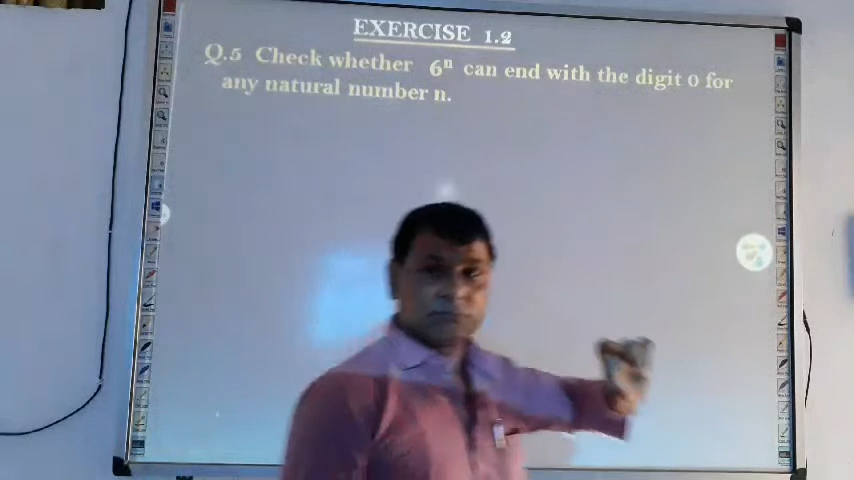 EXERCISE 1.2
Q.5 Check whether 6ⁿ can end with the digit 0 for
any natural number n.